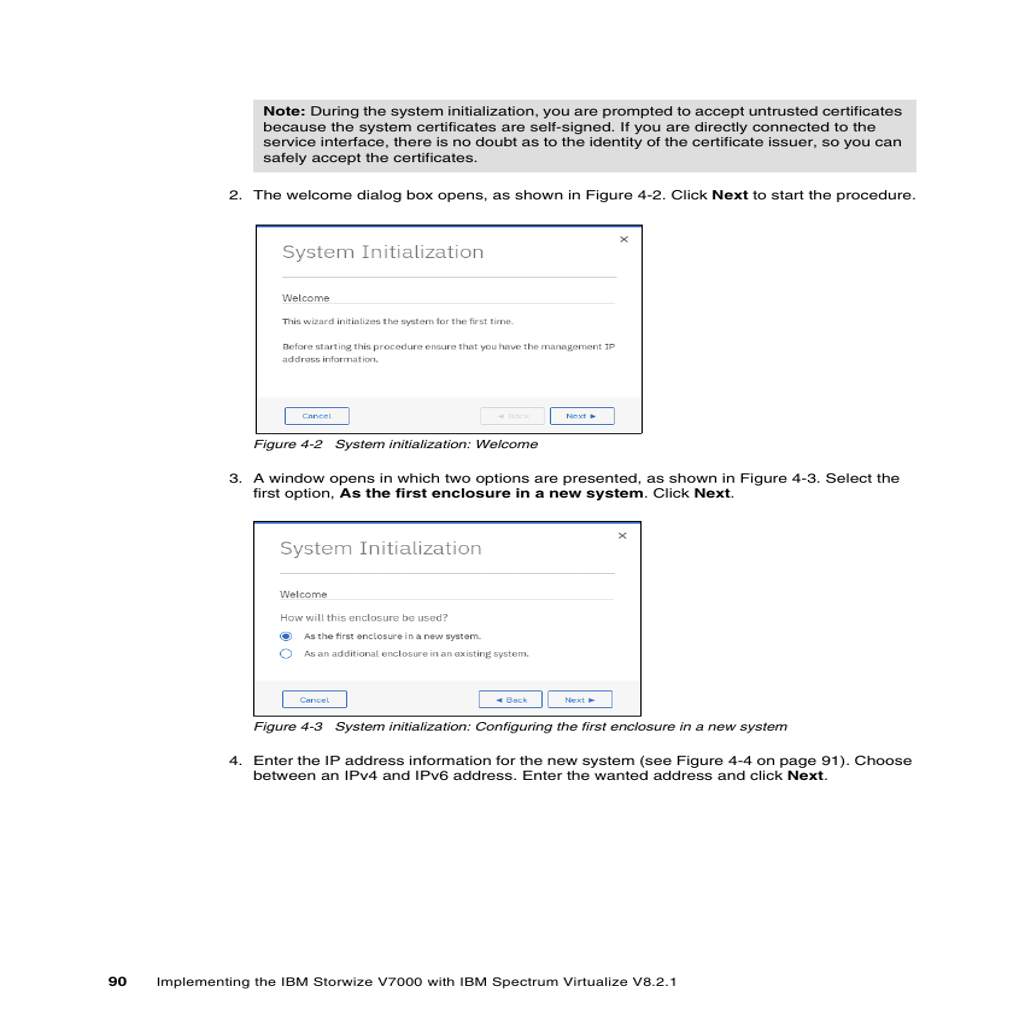 Note: During the system initialization, you are prompted to accept untrusted certificates
because the system certificates are self-signed. If you are directly connected to the
service interface, there is no doubt as to the identity of the certificate issuer, so you can
safely accept the certificates.
2. The welcome dialog box opens, as shown in Figure 4-2. Click Next to start the procedure.
×
System Initialization
Welcome
This wizard initializes the system for the first time.
Before starting this procedure ensure that you have the management IP
address information.
Cancel ◄ Back Next ►
Figure 4-2 System initialization: Welcome
3. A window opens in which two options are presented, as shown in Figure 4-3. Select the
first option, As the first enclosure in a new system. Click Next.
×
System Initialization
Welcome
How will this enclosure be used?
As the first enclosure in a new system.
As an additional enclosure in an existing system.
Cancel ◄ Back Next ►
Figure 4-3 System initialization: Configuring the first enclosure in a new system
4. Enter the IP address information for the new system (see Figure 4-4 on page 91). Choose
between an IPv4 and IPv6 address. Enter the wanted address and click Next.
90 Implementing the IBM Storwize V7000 with IBM Spectrum Virtualize V8.2.1